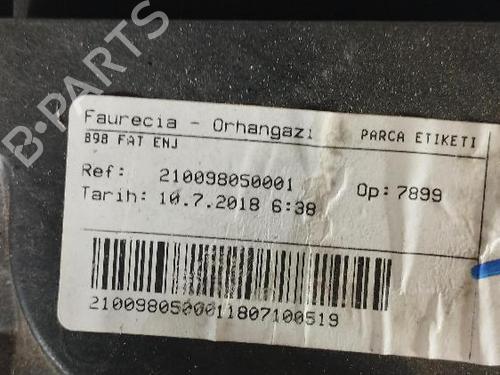 B-PARTS
Faurecia - Orhangazi PARCA ETIKETI
B98 FAT ENJ
Ref: 210098050001 Op: 7899
Tarih: 10.7.2018 6:38
2100980500011807100519